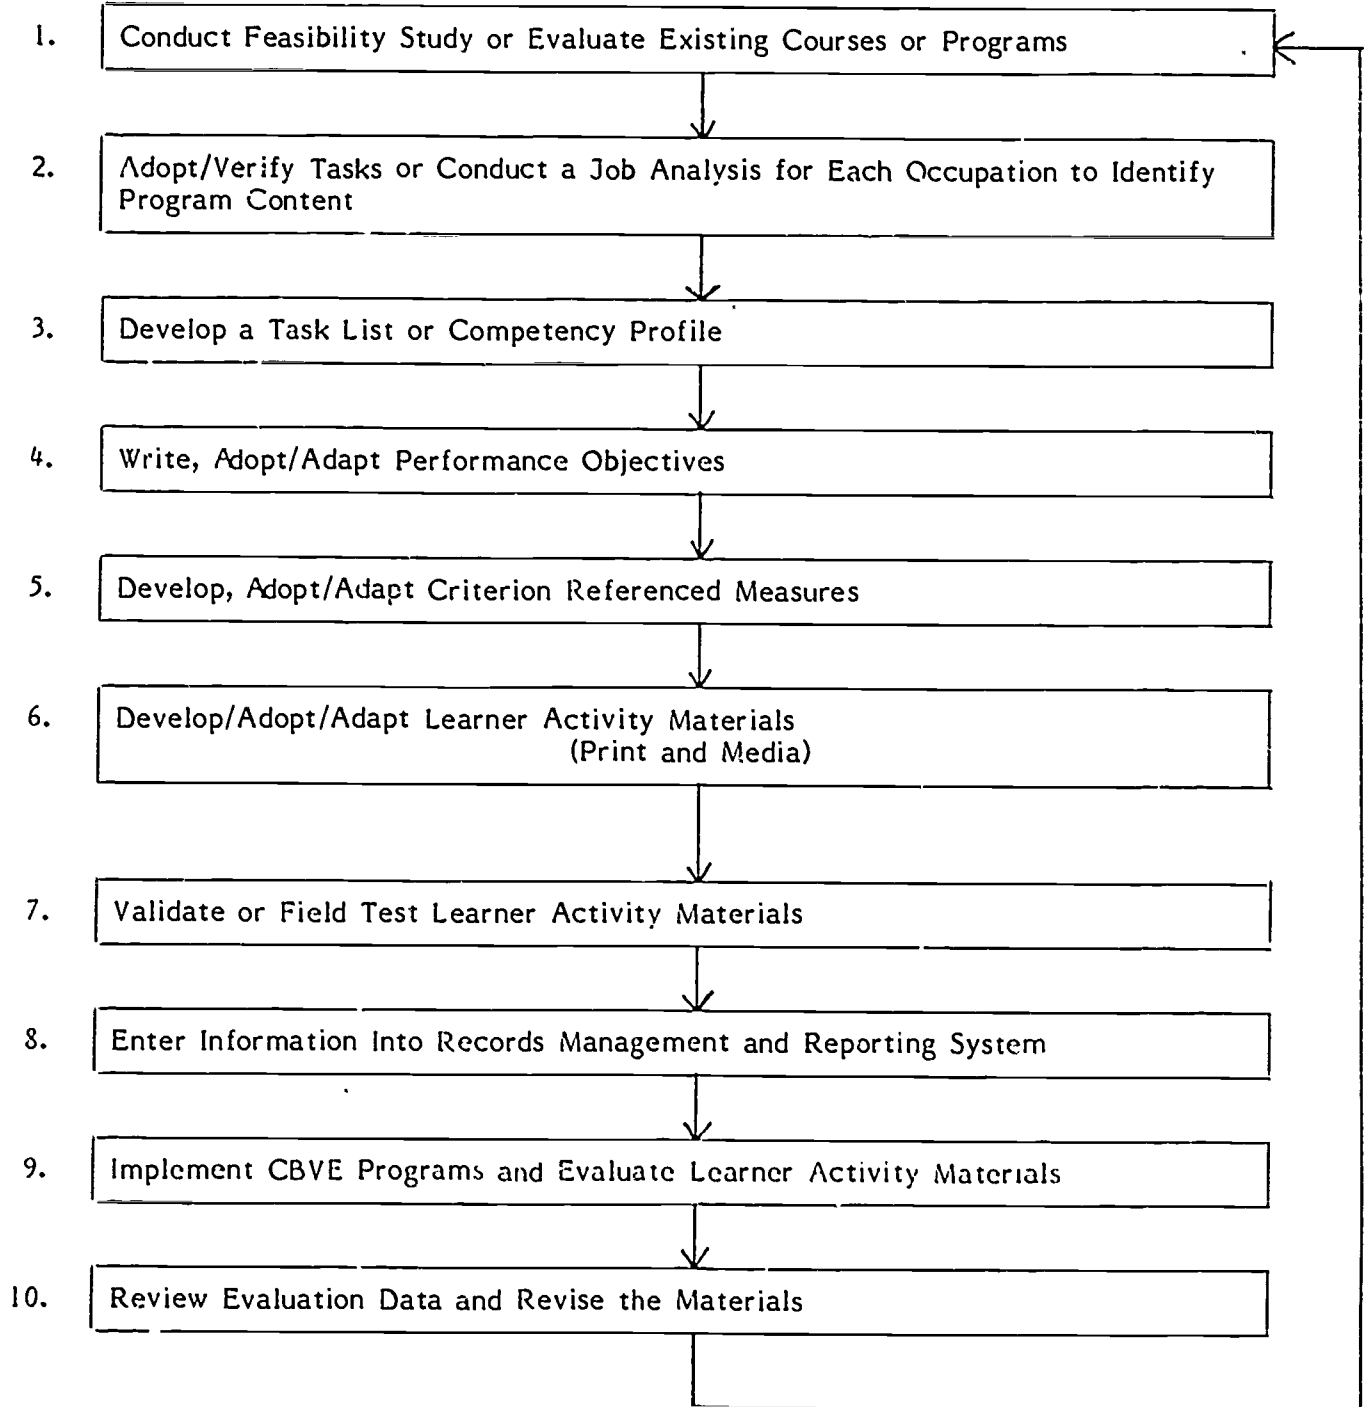 1. Conduct Feasibility Study or Evaluate Existing Courses or Programs
2. Adopt/Verify Tasks or Conduct a Job Analysis for Each Occupation to Identify
Program Content
3. Develop a Task List or Competency Profile
4. Write, Adopt/Adapt Performance Objectives
5. Develop, Adopt/Adapt Criterion Referenced Measures
6. Develop/Adopt/Adapt Learner Activity Materials
(Print and Media)
7. Validate or Field Test Learner Activity Materials
8. Enter Information Into Records Management and Reporting System
9. Implement CBVE Programs and Evaluate Learner Activity Materials
10. Review Evaluation Data and Revise the Materials